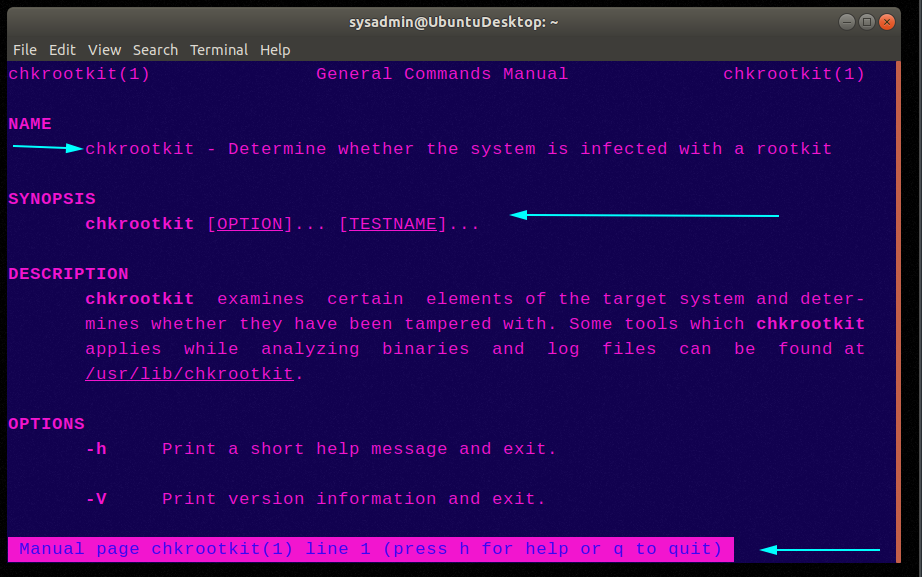 sysadmin@UbuntuDesktop: ~
File Edit View Search Terminal Help
chkrootkit(1) General Commands Manual chkrootkit(1)
NAME
chkrootkit - Determine whether the system is infected with a rootkit
SYNOPSIS
chkrootkit [OPTION]... [TESTNAME]...
DESCRIPTION
chkrootkit examines certain elements of the target system and deter-
mines whether they have been tampered with. Some tools which chkrootkit
applies while analyzing binaries and log files can be found at
/usr/lib/chkrootkit.
OPTIONS
-h Print a short help message and exit.
-V Print version information and exit.
Manual page chkrootkit(1) line 1 (press h for help or q to quit)